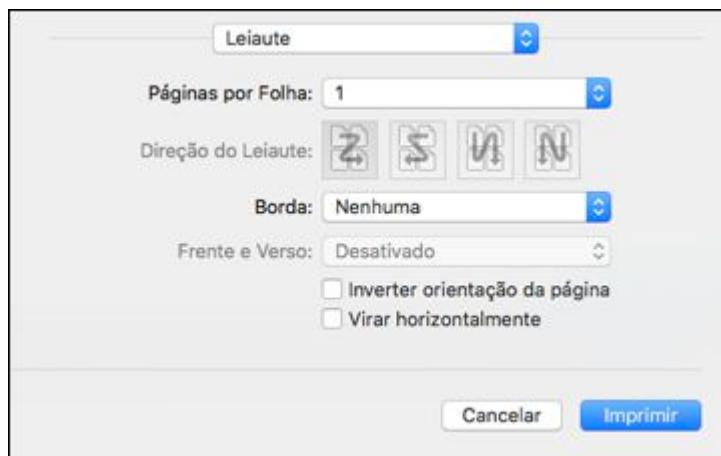 Leiaute
Páginas por Folha: 1
Direção do Leiaute:
Borda: Nenhuma
Frente e Verso: Desativado
Inverter orientação da página
Virar horizontalmente
Cancelar Imprimir